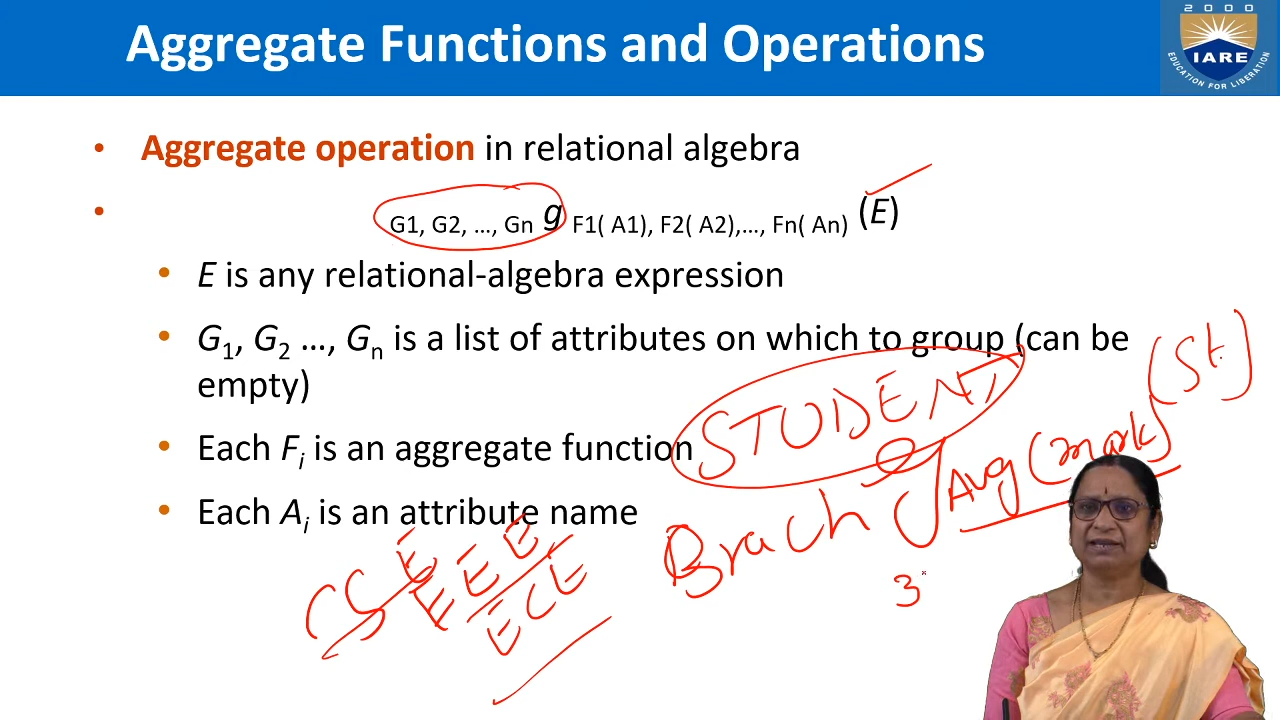 Aggregate Functions and Operations
2000
IARE
EDUCATION FOR LIBERATION
• Aggregate operation in relational algebra
• G1, G2, …, Gn g F1( A1), F2( A2),…, Fn( An) (E)
• E is any relational-algebra expression
• G1, G2 …, Gn is a list of attributes on which to group (can be
empty)
• Each Fi is an aggregate function
• Each Ai is an attribute name
STUDENT
Brach g Avg (mark) (St.)
CSE
EEE
ECE
3